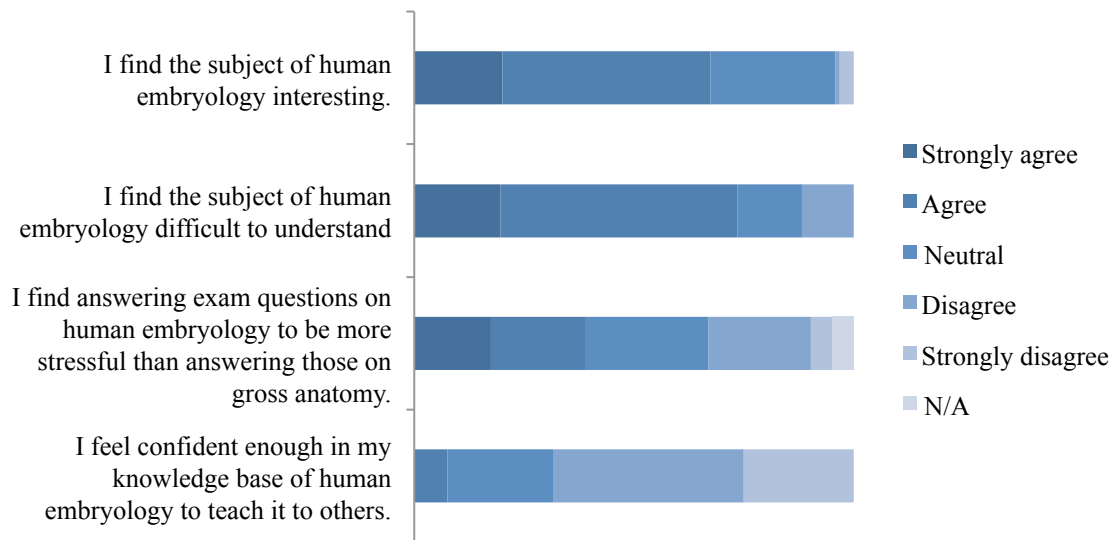 I find the subject of human
embryology interesting.
I find the subject of human
embryology difficult to understand
I find answering exam questions on
human embryology to be more
stressful than answering those on
gross anatomy.
I feel confident enough in my
knowledge base of human
embryology to teach it to others.
Strongly agree
Agree
Neutral
Disagree
Strongly disagree
N/A